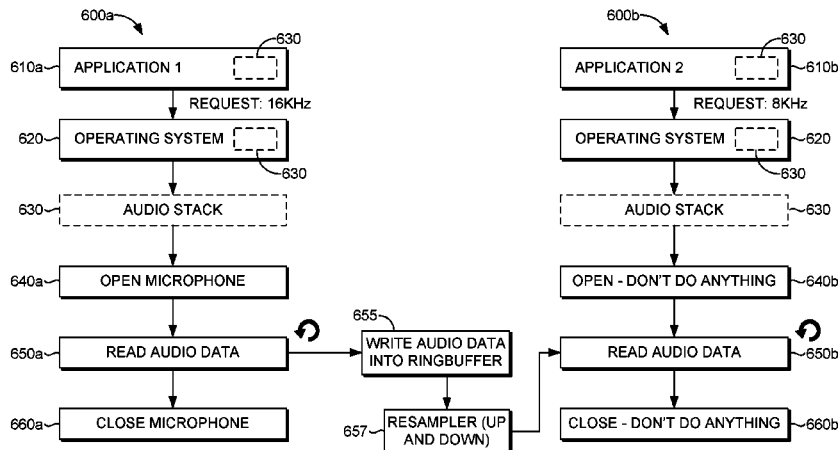 600a
630
610a
APPLICATION 1
REQUEST: 16KHz
620
OPERATING SYSTEM
630
630
AUDIO STACK
640a
OPEN MICROPHONE
650a
READ AUDIO DATA
660a
CLOSE MICROPHONE
655
WRITE AUDIO DATA
INTO RINGBUFFER
657
RESAMPLER (UP
AND DOWN)
600b
630
APPLICATION 2
610b
REQUEST: 8KHz
OPERATING SYSTEM
620
630
AUDIO STACK
630
OPEN - DON'T DO ANYTHING
640b
READ AUDIO DATA
650b
CLOSE - DON'T DO ANYTHING
660b